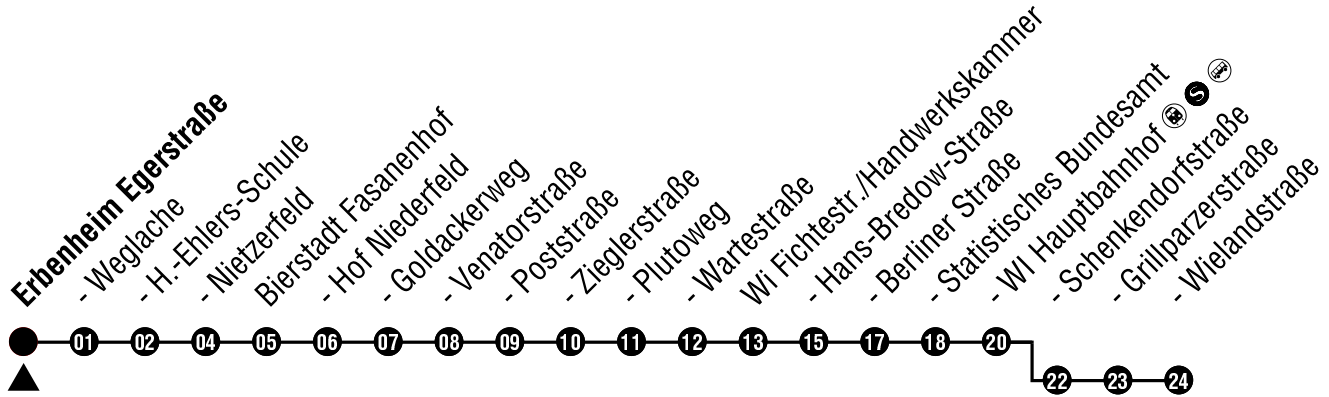 Erbenheim Egerstraße
- Weglache
- H.-Ehlers-Schule
- Nietzerfeld
Bierstadt Fasanenhof
- Hof Niederfeld
- Goldackerweg
- Venatorstraße
- Poststraße
- Zieglerstraße
- Plutoweg
- Wartestraße
Wi Fichtestr./Handwerkskammer
- Hans-Bredow-Straße
- Berliner Straße
- Statistisches Bundesamt
- WI Hauptbahnhof S
- Schenkendorfstraße
- Grillparzerstraße
- Wielandstraße
01 02 04 05 06 07 08 09 10 11 12 13 15 17 18 20
22 23 24